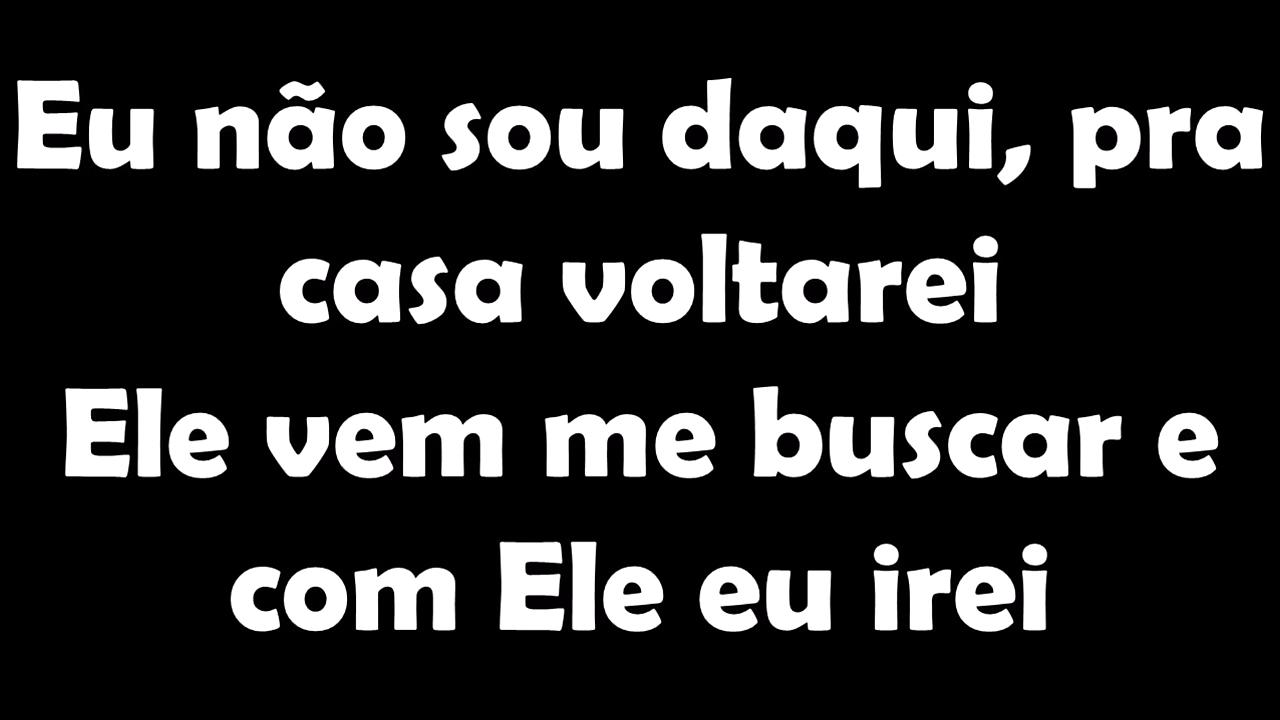 Eu não sou daqui, pra
casa voltarei
Ele vem me buscar e
com Ele eu irei